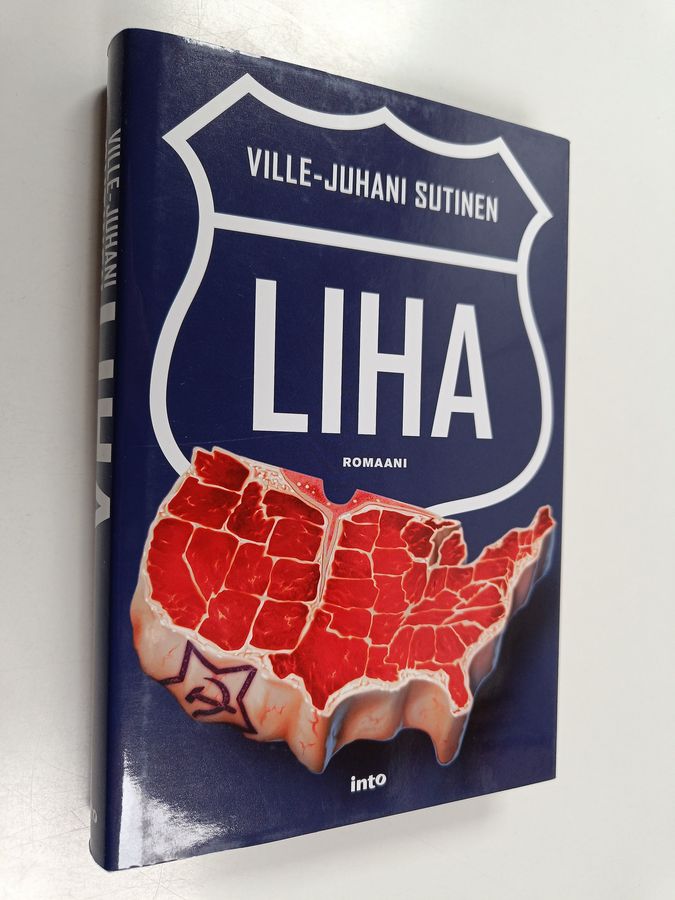 VILLE-JUHANI SUTINEN
LIHA
ROMAANI
into
VILLE-JUHANI
LIHA